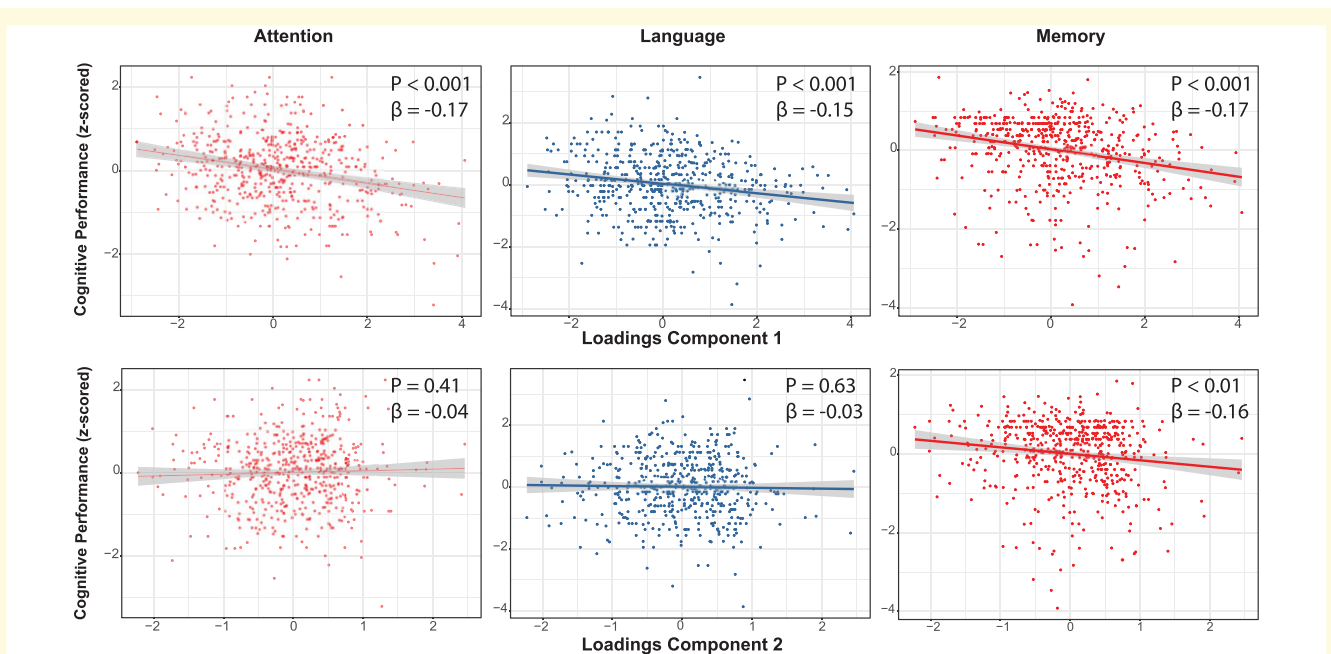 Attention
Language
Memory
Cognitive Performance (z-scored)
2
0
−2
P < 0.001
β = -0.17
−2
0
2
4
2
0
−2
−4
P < 0.001
β = -0.15
−2
0
2
4
2
0
−2
−4
P < 0.001
β = -0.17
−2
0
2
4
Loadings Component 1
Cognitive Performance (z-scored)
2
0
−2
P = 0.41
β = -0.04
−2
−1
0
1
2
2
0
−2
−4
P = 0.63
β = -0.03
−2
−1
0
1
2
2
0
−2
−4
P < 0.01
β = -0.16
−2
−1
0
1
2
Loadings Component 2